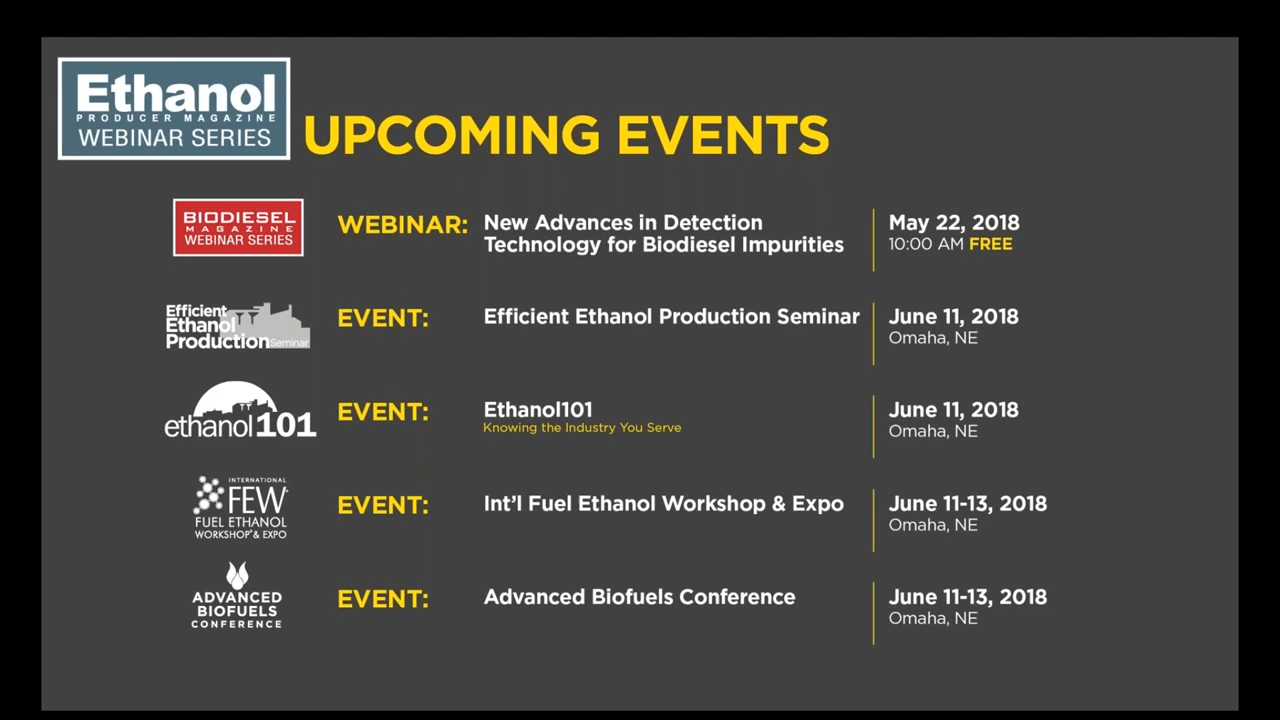 Ethanol
PRODUCER MAGAZINE
WEBINAR SERIES
UPCOMING EVENTS
BIODIESEL
MAGAZINE
WEBINAR SERIES
WEBINAR:
New Advances in Detection
Technology for Biodiesel Impurities
May 22, 2018
10:00 AM FREE
Efficient
Ethanol
Production Seminar
EVENT:
Efficient Ethanol Production Seminar
June 11, 2018
Omaha, NE
ethanol101
EVENT:
Ethanol101
Knowing the Industry You Serve
June 11, 2018
Omaha, NE
INTERNATIONAL
FEW
FUEL ETHANOL
WORKSHOP & EXPO
EVENT:
Int'l Fuel Ethanol Workshop & Expo
June 11-13, 2018
Omaha, NE
ADVANCED
BIOFUELS
CONFERENCE
EVENT:
Advanced Biofuels Conference
June 11-13, 2018
Omaha, NE